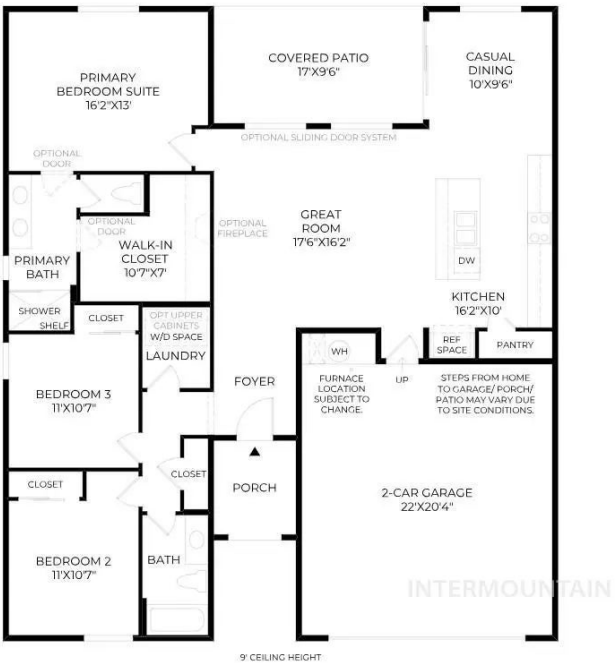 COVERED PATIO
17'X9'6"
CASUAL
DINING
10'X9'6"
PRIMARY
BEDROOM SUITE
16'2"X13'
OPTIONAL SLIDING DOOR SYSTEM
OPTIONAL
DOOR
OPTIONAL
DOOR
OPTIONAL
FIREPLACE
GREAT
ROOM
17'6"X16'2"
WALK-IN
CLOSET
10'7"X7'
PRIMARY
BATH
DW
KITCHEN
16'2"X10'
SHOWER
SHELF
CLOSET
OPT UPPER
CABINETS
W/D SPACE
LAUNDRY
WH
REF
SPACE
PANTRY
FOYER
UP
FURNACE
LOCATION
SUBJECT TO
CHANGE.
STEPS FROM HOME
TO GARAGE/ PORCH/
PATIO MAY VARY DUE
TO SITE CONDITIONS.
BEDROOM 3
11'X10'7"
CLOSET
CLOSET
PORCH
2-CAR GARAGE
22'X20'4"
BATH
BEDROOM 2
11'X10'7"
INTERMOUNTAIN
9' CEILING HEIGHT